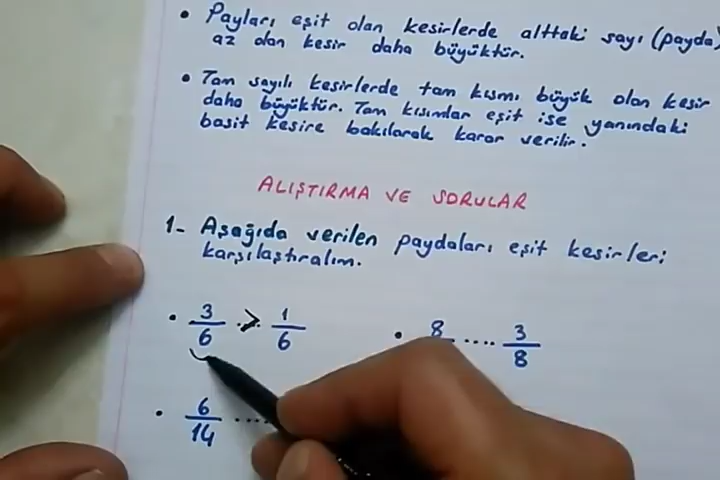 • Payları eşit olan kesirlerde alttaki sayı (payda)
az olan kesir daha büyüktür.
• Tam sayılı kesirlerde tam kısmı büyük olan kesir
daha büyüktür. Tam kısımlar eşit ise yanındaki
basit kesire bakılarak karar verilir.
ALIŞTIRMA VE SORULAR
1- Aşağıda verilen paydaları eşit kesirleri
karşılaştıralım.
• 3/6 > 1/6
• 8 .... 3/8
• 6/14 ....